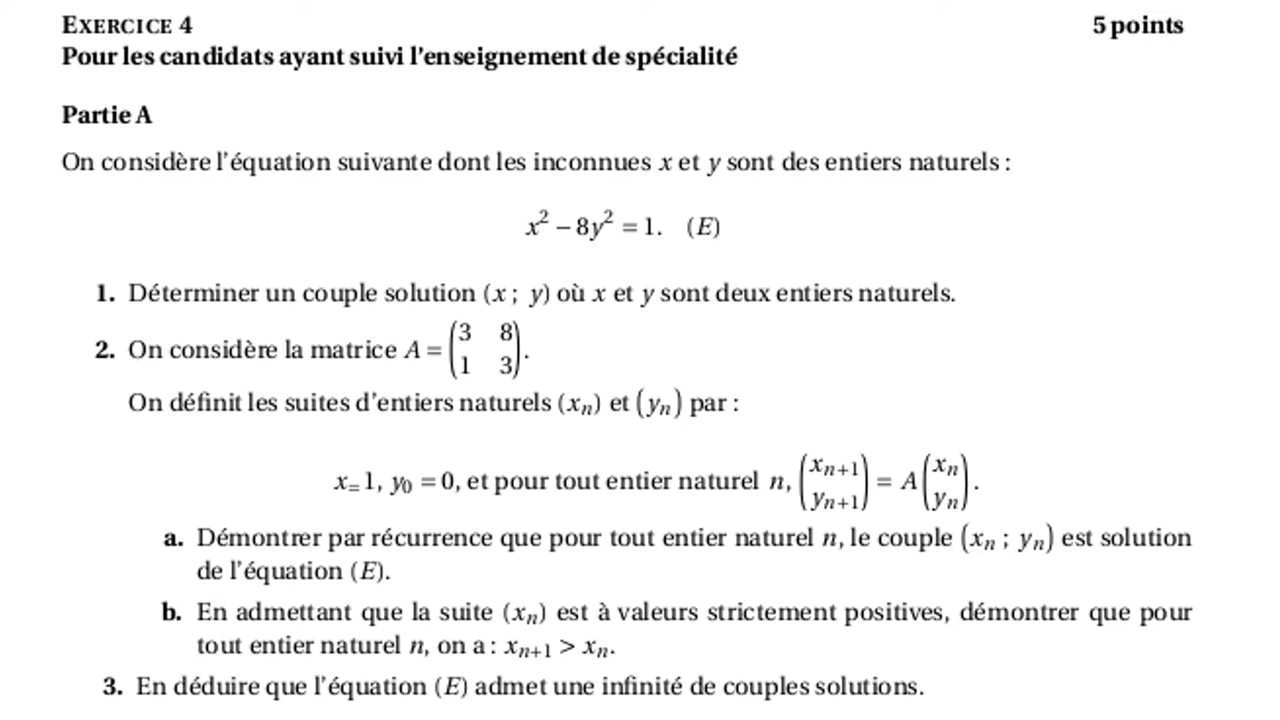 EXERCICE 4 5 points
Pour les candidats ayant suivi l'enseignement de spécialité
Partie A
On considère l'équation suivante dont les inconnues x et y sont des entiers naturels :
x² − 8y² = 1. (E)
1. Déterminer un couple solution (x ; y) où x et y sont deux entiers naturels.
2. On considère la matrice A = (3 8
1 3).
On définit les suites d'entiers naturels (xₙ) et (yₙ) par :
x₌1, y₀ = 0, et pour tout entier naturel n, (xₙ₊₁
yₙ₊₁) = A (xₙ
yₙ).
a. Démontrer par récurrence que pour tout entier naturel n, le couple (xₙ ; yₙ) est solution
de l'équation (E).
b. En admettant que la suite (xₙ) est à valeurs strictement positives, démontrer que pour
tout entier naturel n, on a : xₙ₊₁ > xₙ.
3. En déduire que l'équation (E) admet une infinité de couples solutions.